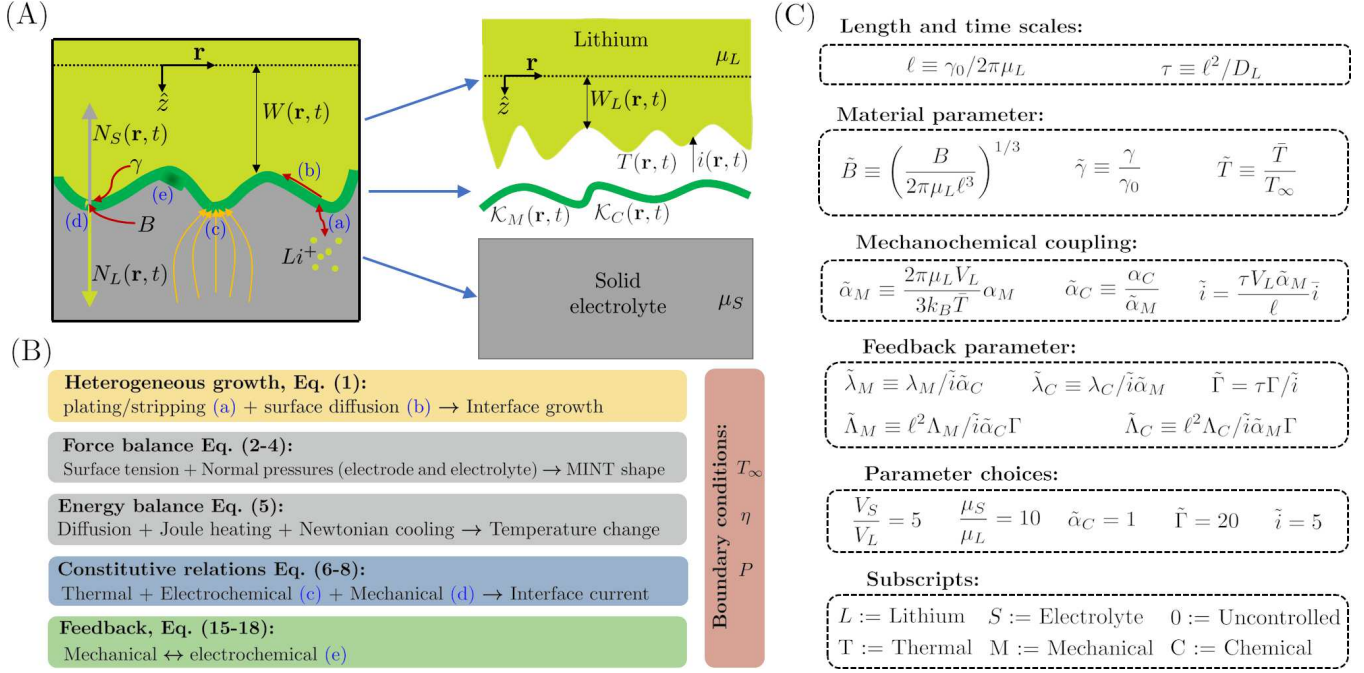 (A)
r
ẑ
W(r, t)
N_S(r, t)
γ
(b)
(e)
(d)
B
(c)
(a)
Li⁺
N_L(r, t)
Lithium
μ_L
r
ẑ
W_L(r, t)
T(r, t)
i(r, t)
𝒦_M(r, t)
𝒦_C(r, t)
Solid
electrolyte
μ_S
(B)
Heterogeneous growth, Eq. (1):
plating/stripping (a) + surface diffusion (b) → Interface growth
Force balance Eq. (2-4):
Surface tension + Normal pressures (electrode and electrolyte) → MINT shape
Energy balance Eq. (5):
Diffusion + Joule heating + Newtonian cooling → Temperature change
Constitutive relations Eq. (6-8):
Thermal + Electrochemical (c) + Mechanical (d) → Interface current
Feedback, Eq. (15-18):
Mechanical ↔ electrochemical (e)
Boundary conditions:
T_∞
η
P
(C)
Length and time scales:
ℓ ≡ γ_0/2πμ_L τ ≡ ℓ²/D_L
Material parameter:
B̃ ≡ (B / 2πμ_Lℓ³)^{1/3} γ̃ ≡ γ/γ_0 T̃ ≡ T̄/T_∞
Mechanochemical coupling:
α̃_M ≡ (2πμ_L V_L / 3k_B T̄) α_M α̃_C ≡ α_C/α̃_M ĩ = (τV_L α̃_M / ℓ) ī
Feedback parameter:
λ̃_M ≡ λ_M/ĩα̃_C λ̃_C ≡ λ_C/ĩα̃_M Γ̃ = τΓ/ĩ
Λ̃_M ≡ ℓ²Λ_M/ĩα̃_CΓ Λ̃_C ≡ ℓ²Λ_C/ĩα̃_MΓ
Parameter choices:
V_S/V_L = 5 μ_S/μ_L = 10 α̃_C = 1 Γ̃ = 20 ĩ = 5
Subscripts:
L := Lithium S := Electrolyte 0 := Uncontrolled
T := Thermal M := Mechanical C := Chemical